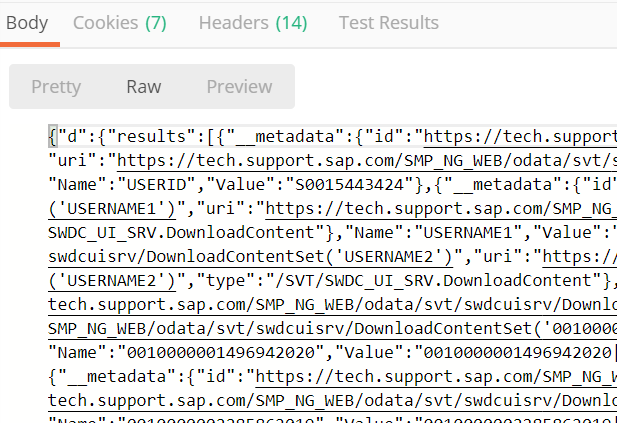 Body Cookies (7) Headers (14) Test Results
Pretty Raw Preview
{"d":{"results":[{"__metadata":{"id":"https://tech.support
"uri":"https://tech.support.sap.com/SMP_NG_WEB/odata/svt/s
"Name":"USERID","Value":"S0015443424"},{"__metadata":{"id"
('USERNAME1')","uri":"https://tech.support.sap.com/SMP_NG_
SWDC_UI_SRV.DownloadContent"},"Name":"USERNAME1","Value":"
swdcuisrv/DownloadContentSet('USERNAME2')","uri":"https:/
('USERNAME2')","type":"/SVT/SWDC_UI_SRV.DownloadContent"},
tech.support.sap.com/SMP_NG_WEB/odata/svt/swdcuisrv/Downlo
SMP_NG_WEB/odata/svt/swdcuisrv/DownloadContentSet('0010000
"Name":"0010000001496942020","Value":"0010000001496942020|
{"__metadata":{"id":"https://tech.support.sap.com/SMP_NG_W
tech.support.sap.com/SMP_NG_WEB/odata/svt/swdcuisrv/Downlo